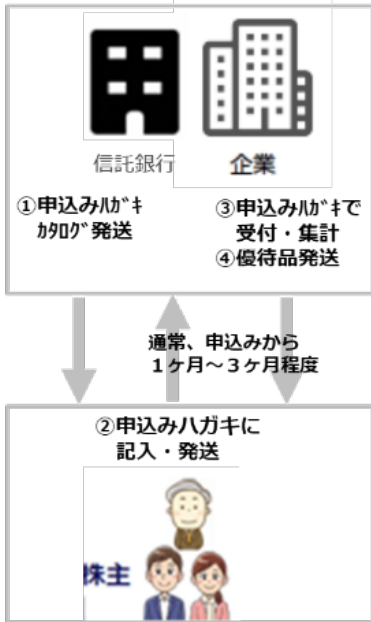 信託銀行
企業
①申込みﾊｶﾞｷ
ｶﾀﾛｸﾞ発送
③申込みﾊｶﾞｷで
受付・集計
④優待品発送
通常、申込みから
１ヶ月～３ヶ月程度
②申込みハガキに
記入・発送
株主